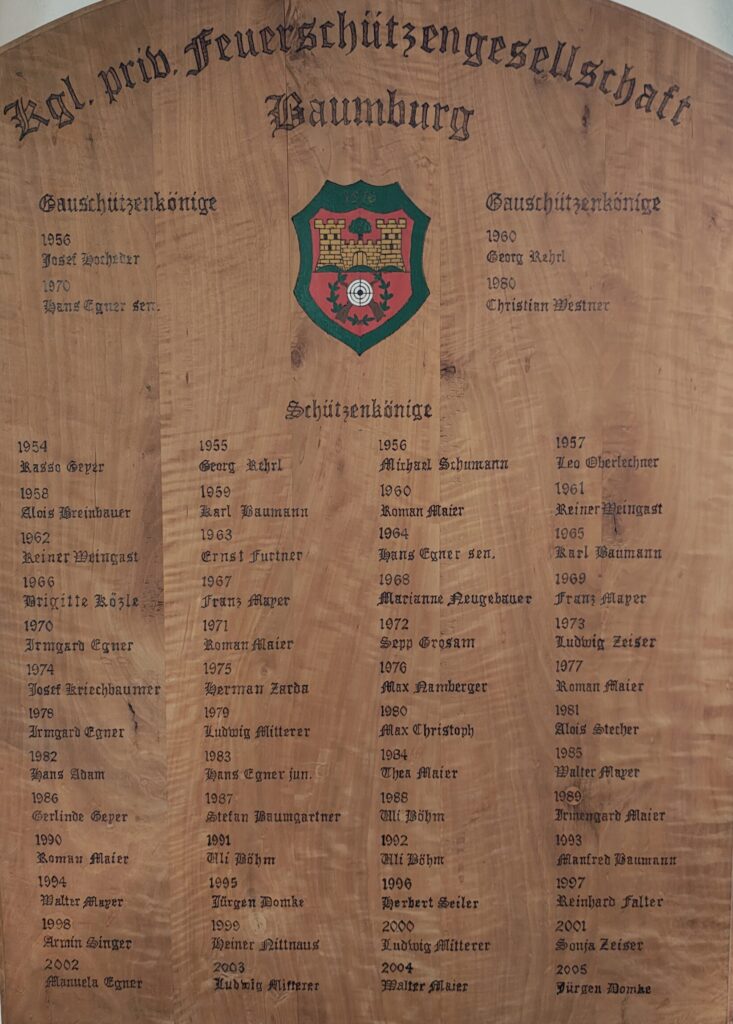 Kgl. priv. Feuerschützengesellschaft
Baumburg
1516
Gauschützenkönige
1956
Josef Hocheder
1970
Hans Egner sen.
Gauschützenkönige
1960
Georg Rehrl
1980
Christian Westner
Schützenkönige
1954 1955 1956 1957
Rasso Geyer Georg Rehrl Michael Schumann Leo Oberlechner
1958 1959 1960 1961
Alois Breinbauer Karl Baumann Roman Maier Reiner Weingast
1962 1963 1964 1965
Reiner Weingast Ernst Furtner Hans Egner sen. Karl Baumann
1966 1967 1968 1969
Brigitte Közle Franz Mayer Marianne Neugebauer Franz Mayer
1970 1971 1972 1973
Irmgard Egner Roman Maier Sepp Grosam Ludwig Zeiser
1974 1975 1976 1977
Josef Kriechbaumer Herman Zarda Max Namberger Roman Maier
1978 1979 1980 1981
Irmgard Egner Ludwig Mitterer Max Christoph Alois Stecher
1982 1983 1984 1985
Hans Adam Hans Egner jun. Thea Maier Walter Mayer
1986 1987 1988 1989
Gerlinde Geyer Stefan Baumgartner Uli Böhm Irmengard Maier
1990 1991 1992 1993
Roman Maier Uli Böhm Uli Böhm Manfred Baumann
1994 1995 1996 1997
Walter Mayer Jürgen Domke Herbert Seiler Reinhard Falter
1998 1999 2000 2001
Armin Singer Heiner Nittnaus Ludwig Mitterer Sonja Zeiser
2002 2003 2004 2005
Manuela Egner Ludwig Mitterer Walter Maier Jürgen Domke